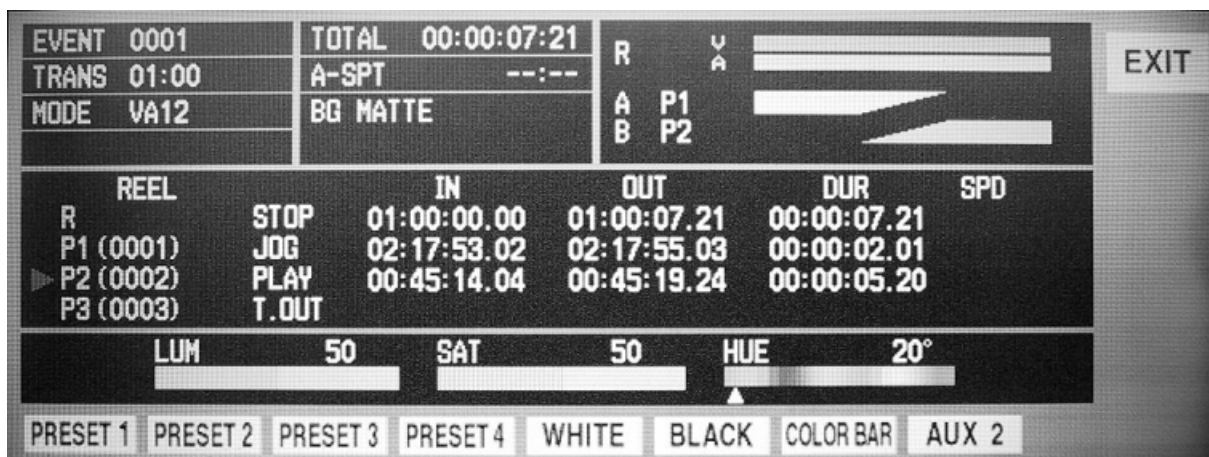 EVENT 0001
TOTAL 00:00:07:21
R V
A
EXIT
TRANS 01:00
A-SPT --:--
MODE VA12
BG MATTE
A P1
B P2
REEL IN OUT DUR SPD
R STOP 01:00:00.00 01:00:07.21 00:00:07.21
P1 (0001) JOG 02:17:53.02 02:17:55.03 00:00:02.01
P2 (0002) PLAY 00:45:14.04 00:45:19.24 00:00:05.20
P3 (0003) T.OUT
LUM 50 SAT 50 HUE 20°
PRESET 1 PRESET 2 PRESET 3 PRESET 4 WHITE BLACK COLOR BAR AUX 2